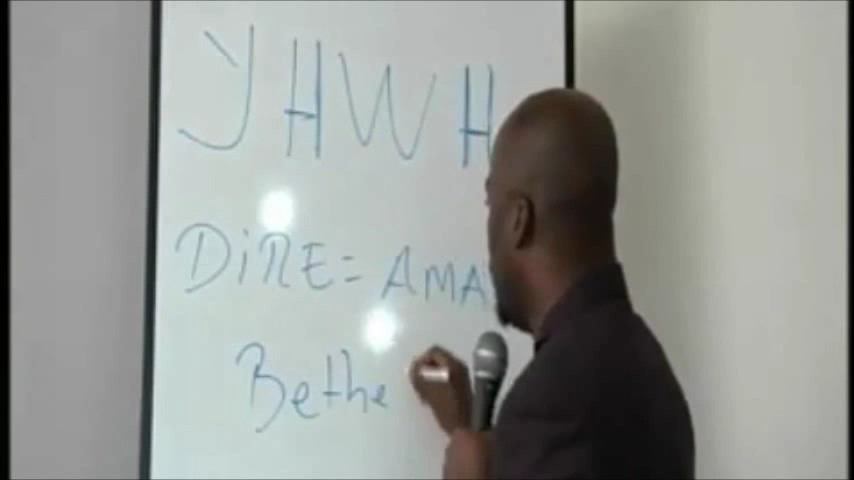 YHWH
DiRE = AMA
Bethe